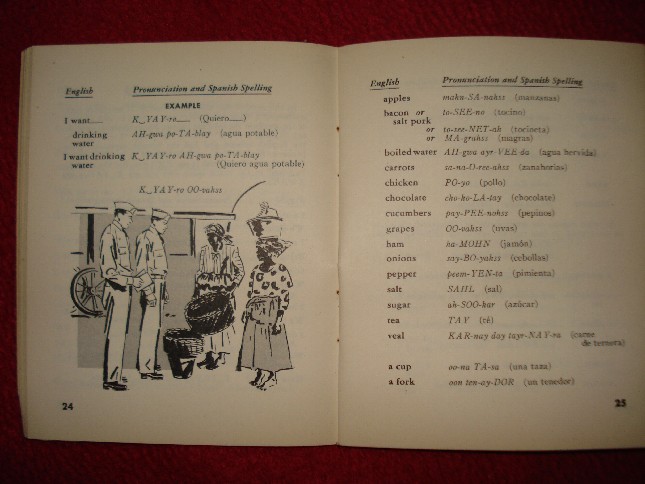 English Pronunciation and Spanish Spelling
EXAMPLE
I want__ K‿YAY-ro__ (Quiero__)
drinking AH-gwa po-TA-blay (agua potable)
water
I want drinking K‿YAY-ro AH-gwa po-TA-blay
water (Quiero agua potable)
K‿YAY-ro OO-vahss
24
English Pronunciation and Spanish Spelling
apples mahn-SA-nahss (manzanas)
bacon or to-SEE-no (tocino)
salt pork
or to-see-NET-ah (tocineta)
or MA-grahss (magras)
boiled water AH-gwa ayr-VEE-da (agua hervida)
carrots sa-na-O-ree-ahss (zanahorias)
chicken PO-yo (pollo)
chocolate cho-ko-LA-tay (chocolate)
cucumbers pay-PEE-nohss (pepinos)
grapes OO-vahss (uvas)
ham ha-MOHN (jamón)
onions say-BO-yahss (cebollas)
pepper peem-YEN-ta (pimienta)
salt SAHL (sal)
sugar ah-SOO-kar (azúcar)
tea TAY (té)
veal KAR-nay day tayr-NAY-ra (carne
de ternera)
a cup oo-na TA-sa (una taza)
a fork oon ten-ay-DOR (un tenedor)
25